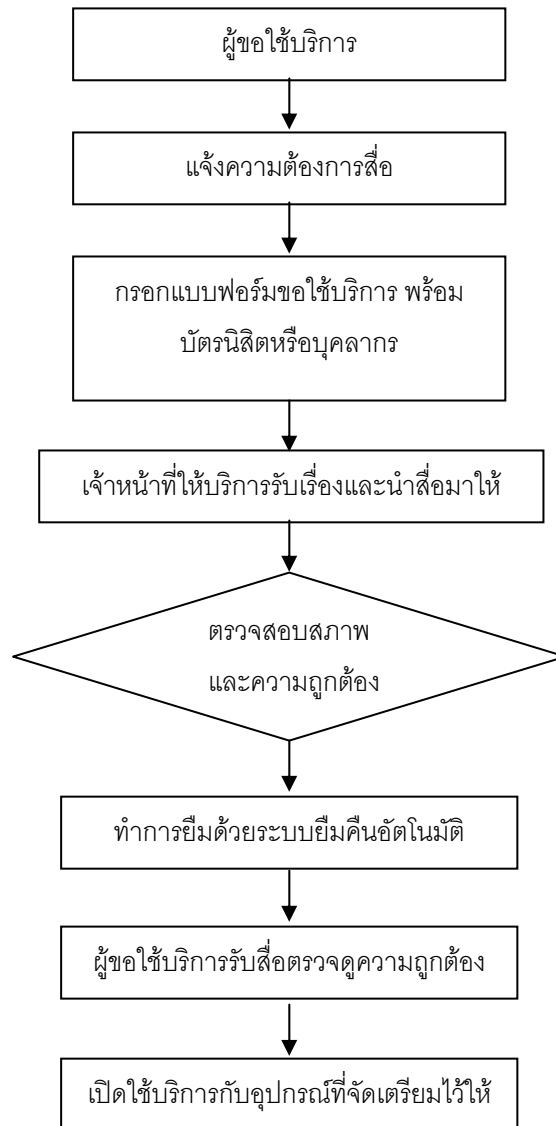 ผู้ขอใช้บริการ
แจ้งความต้องการสื่อ
กรอกแบบฟอร์มขอใช้บริการ พร้อม
บัตรนิสิตหรือบุคลากร
เจ้าหน้าที่ให้บริการรับเรื่องและนำสื่อมาให้
ตรวจสอบสภาพ
และความถูกต้อง
ทำการยืมด้วยระบบยืมคืนอัตโนมัติ
ผู้ขอใช้บริการรับสื่อตรวจดูความถูกต้อง
เปิดใช้บริการกับอุปกรณ์ที่จัดเตรียมไว้ให้